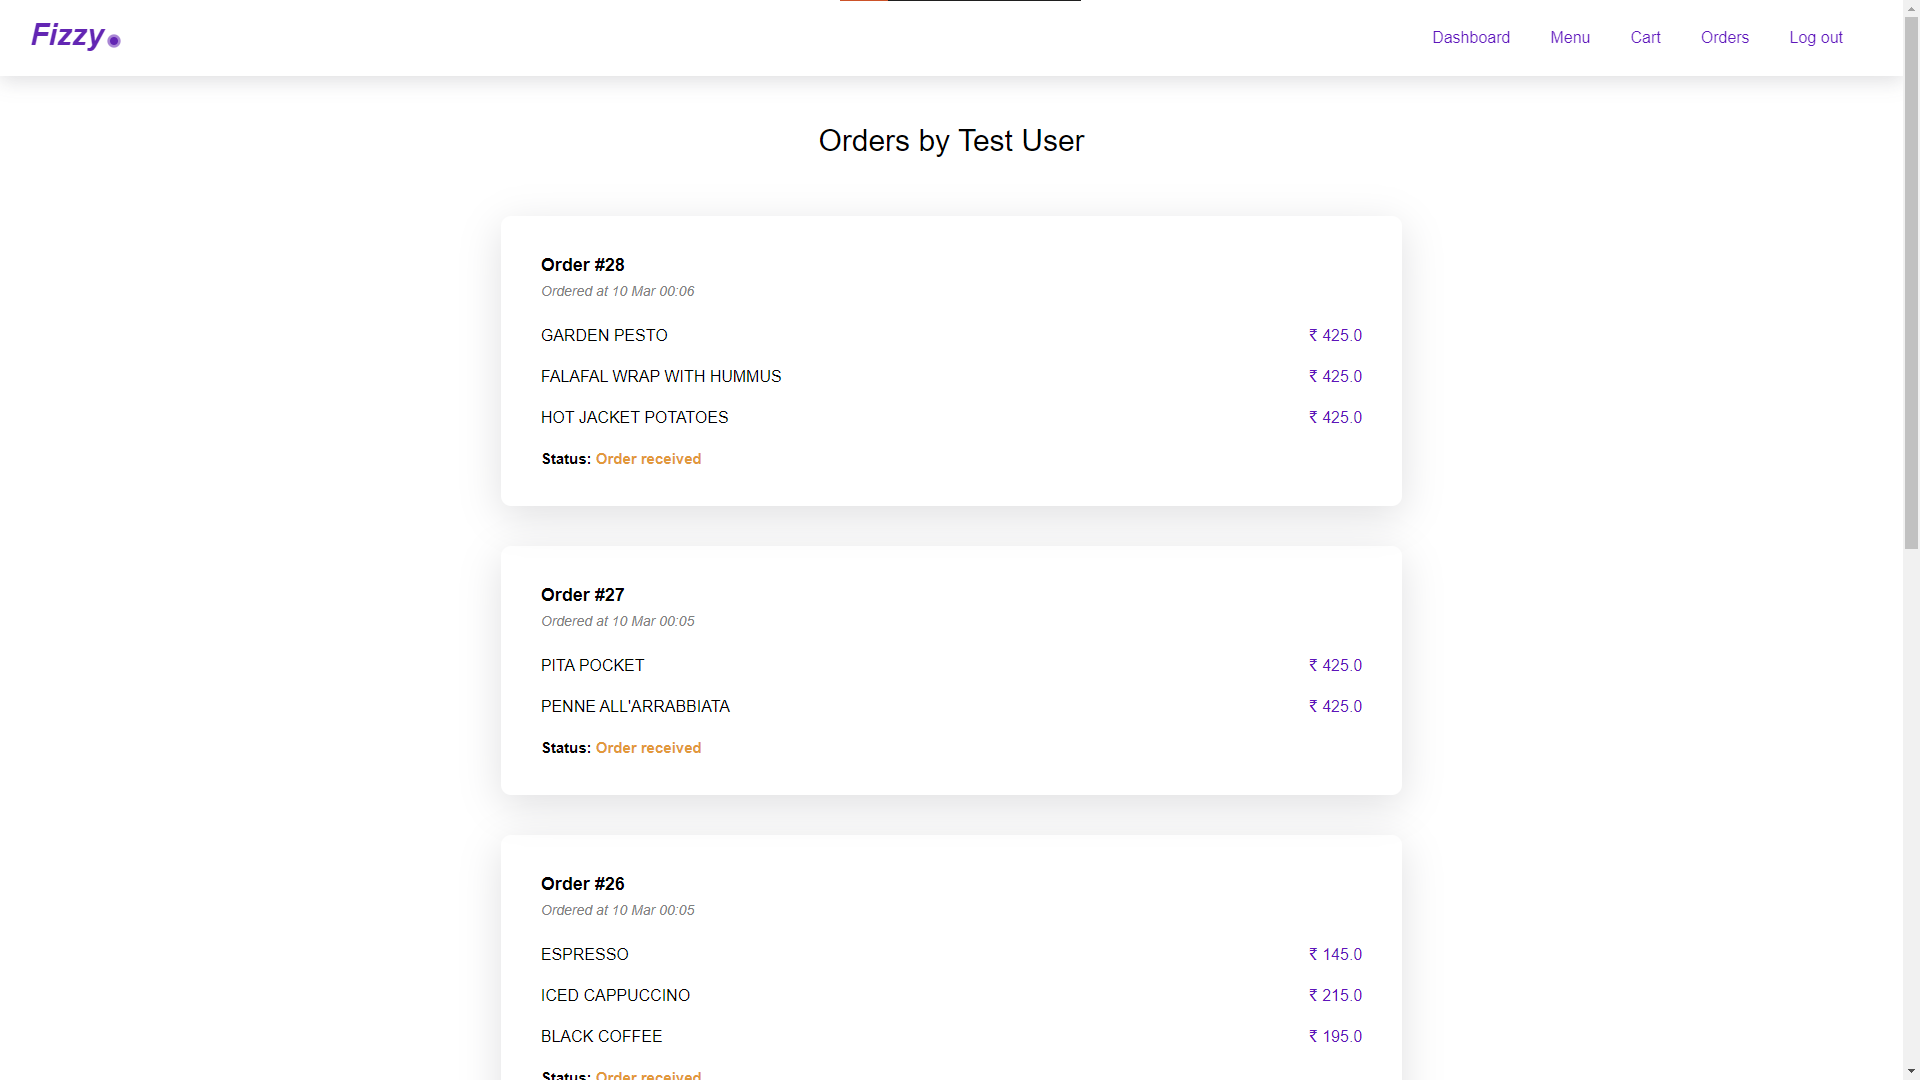 Fizzy
Dashboard Menu Cart Orders Log out
Orders by Test User
Order #28
Ordered at 10 Mar 00:06
GARDEN PESTO ₹ 425.0
FALAFAL WRAP WITH HUMMUS ₹ 425.0
HOT JACKET POTATOES ₹ 425.0
Status: Order received
Order #27
Ordered at 10 Mar 00:05
PITA POCKET ₹ 425.0
PENNE ALL'ARRABBIATA ₹ 425.0
Status: Order received
Order #26
Ordered at 10 Mar 00:05
ESPRESSO ₹ 145.0
ICED CAPPUCCINO ₹ 215.0
BLACK COFFEE ₹ 195.0
Status: Order received